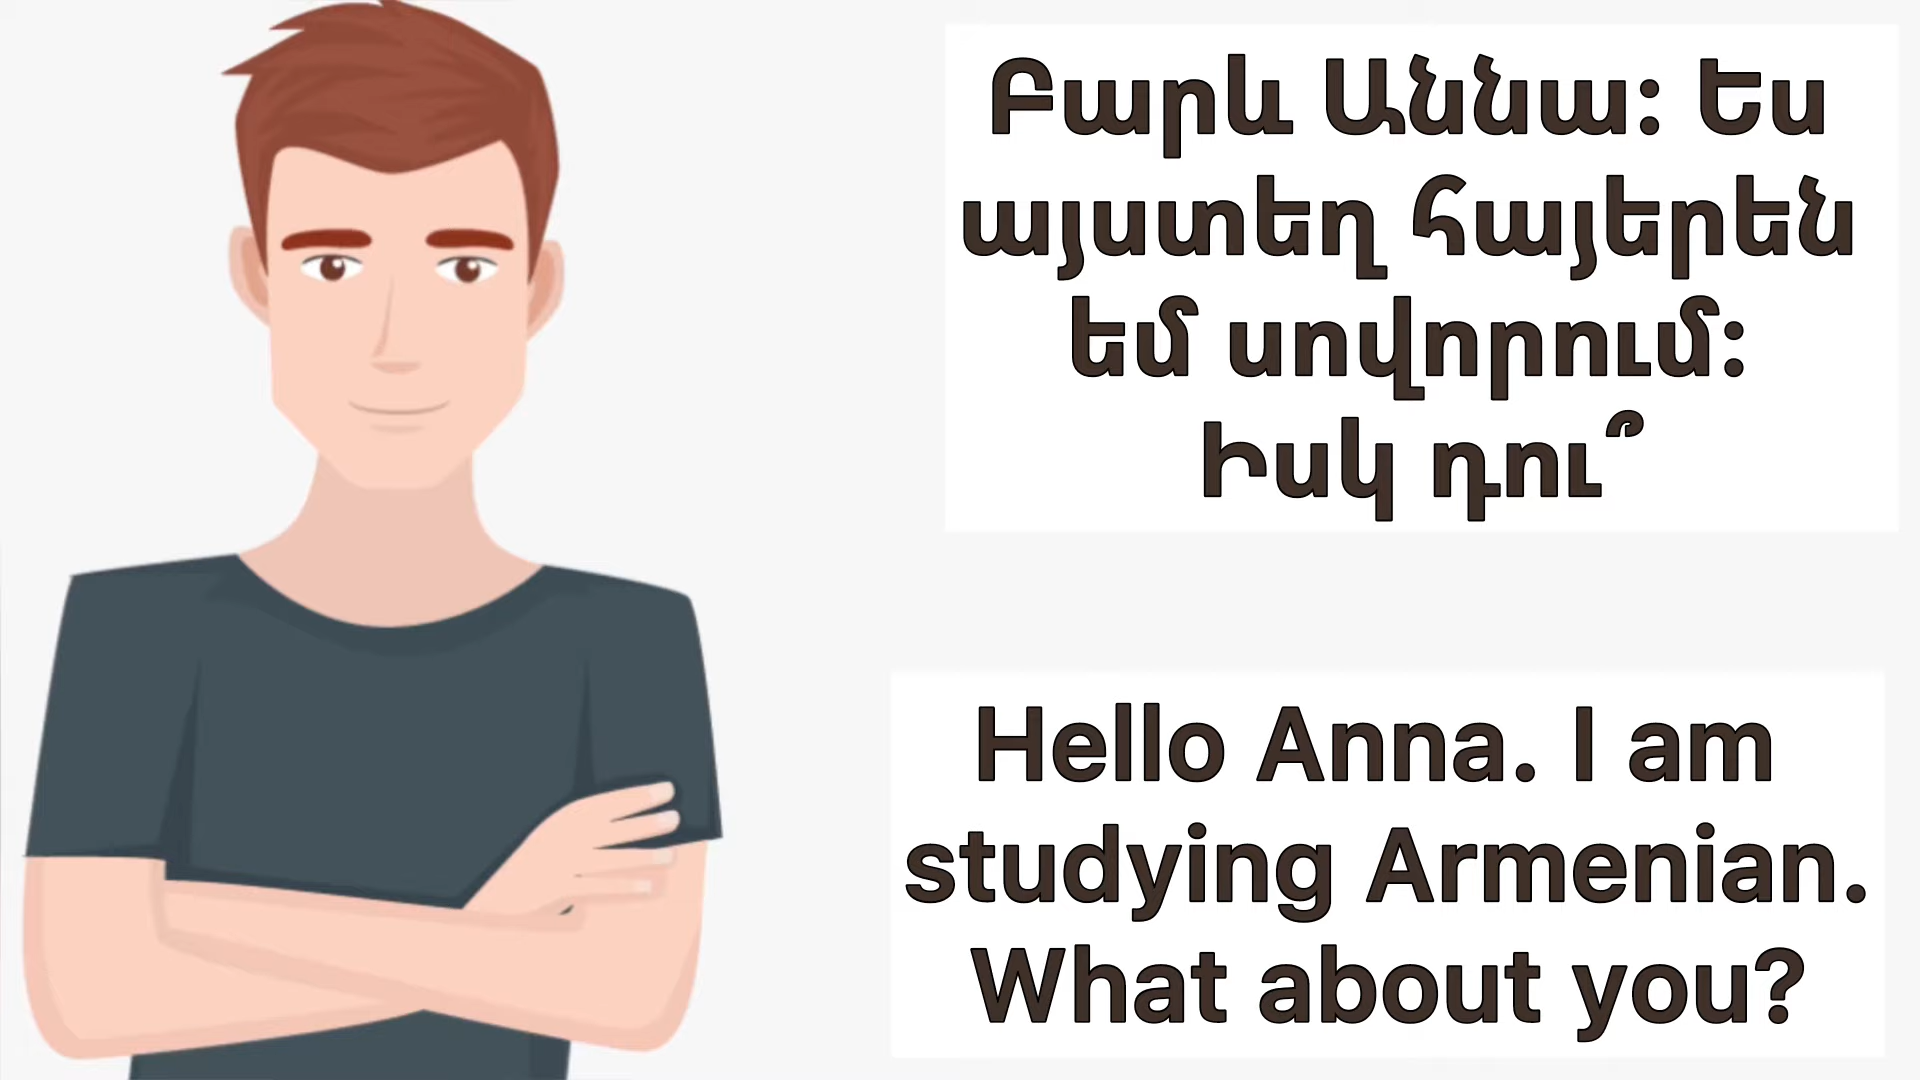 Բարև Աննա: Ես
այստեղ հայերեն
եմ սովորում:
Իսկ դու՞
Hello Anna. I am
studying Armenian.
What about you?